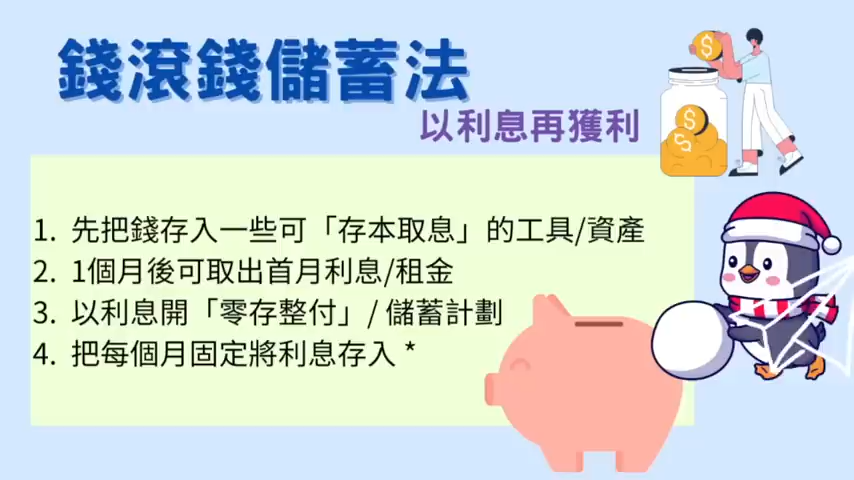 錢滾錢儲蓄法
以利息再獲利
1. 先把錢存入一些可「存本取息」的工具/資產
2. 1個月後可取出首月利息/租金
3. 以利息開「零存整付」/ 儲蓄計劃
4. 把每個月固定將利息存入 *